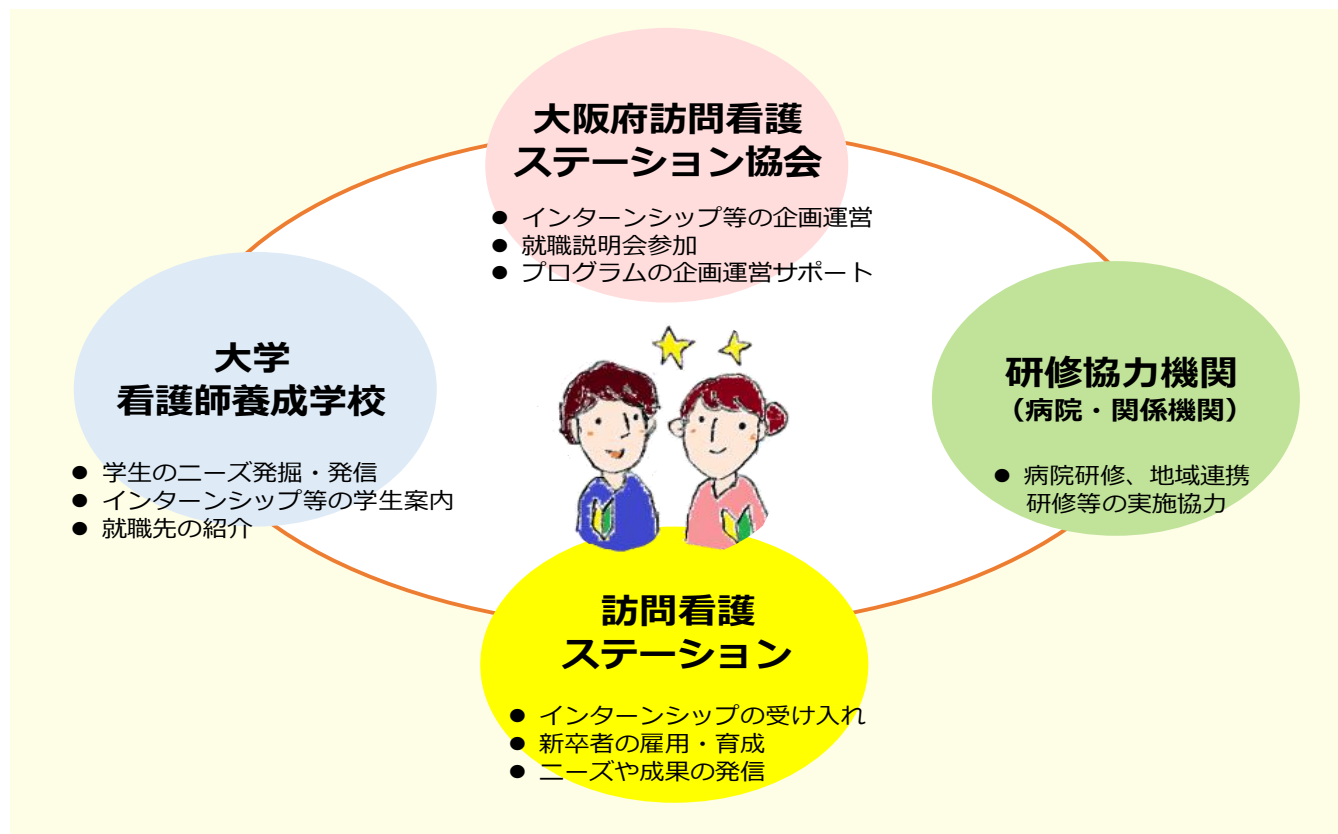 大阪府訪問看護
ステーション協会
● インターンシップ等の企画運営
● 就職説明会参加
● プログラムの企画運営サポート
大学
看護師養成学校
● 学生のニーズ発掘・発信
● インターンシップ等の学生案内
● 就職先の紹介
研修協力機関
（病院・関係機関）
● 病院研修、地域連携
研修等の実施協力
訪問看護
ステーション
● インターンシップの受け入れ
● 新卒者の雇用・育成
● ニーズや成果の発信